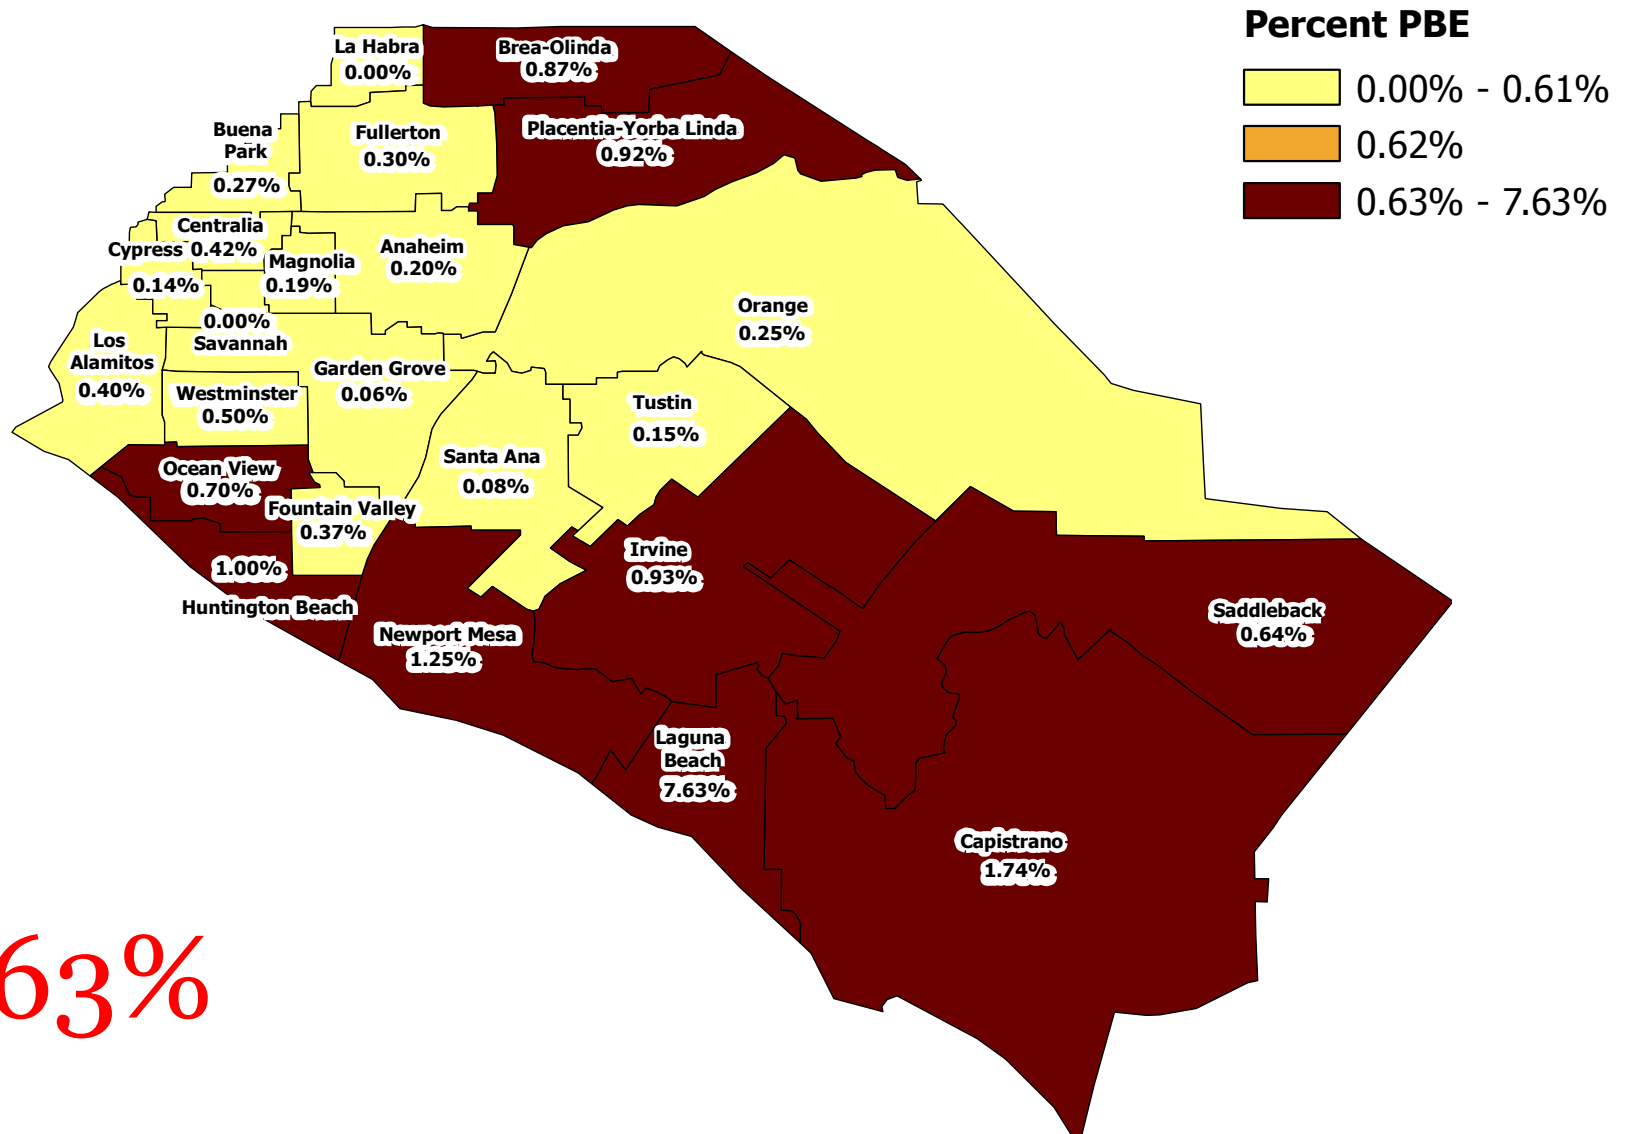 Percent PBE
0.00% - 0.61%
0.62%
0.63% - 7.63%
La Habra
0.00%
Brea-Olinda
0.87%
Buena
Park
0.27%
Fullerton
0.30%
Placentia-Yorba Linda
0.92%
Centralia
0.42%
Cypress
0.14%
Magnolia
0.19%
Anaheim
0.20%
0.00%
Savannah
Orange
0.25%
Los
Alamitos
0.40%
Garden Grove
0.06%
Westminster
0.50%
Tustin
0.15%
Santa Ana
0.08%
Ocean View
0.70%
Fountain Valley
0.37%
1.00%
Huntington Beach
Irvine
0.93%
Newport Mesa
1.25%
Saddleback
0.64%
Laguna
Beach
7.63%
Capistrano
1.74%
63%